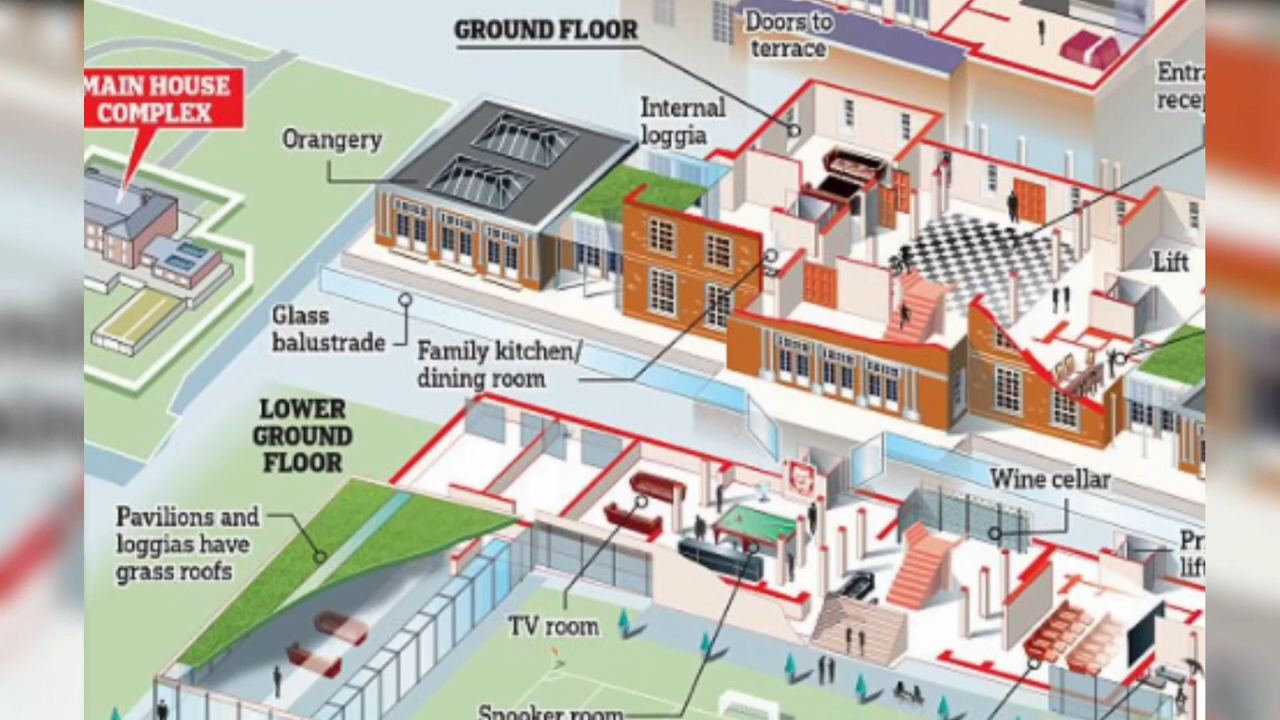 GROUND FLOOR
Doors to
terrace
MAIN HOUSE
COMPLEX
Internal
loggia
Orangery
Lift
Glass
balustrade
Family kitchen/
dining room
LOWER
GROUND
FLOOR
Wine cellar
Pavilions and
loggias have
grass roofs
TV room
Snooker room